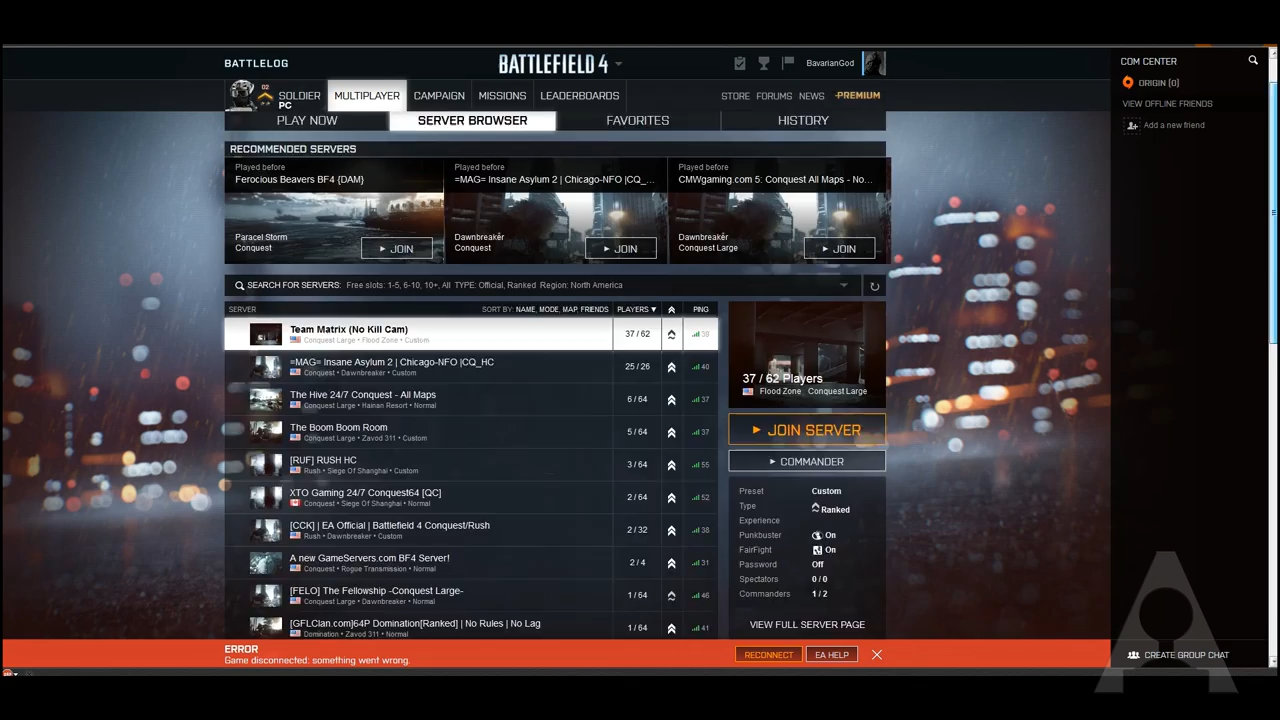 BATTLELOG
BATTLEFIELD 4
BavarianGod
02
SOLDIER
PC
MULTIPLAYER
CAMPAIGN
MISSIONS
LEADERBOARDS
STORE
FORUMS
NEWS
PREMIUM
PLAY NOW
SERVER BROWSER
FAVORITES
HISTORY
RECOMMENDED SERVERS
Played before
Ferocious Beavers BF4 {DAM}
Paracel Storm
Conquest
JOIN
Played before
=MAG= Insane Asylum 2 | Chicago-NFO |CQ_...
Dawnbreaker
Conquest
JOIN
Played before
CMWgaming.com 5: Conquest All Maps - No...
Dawnbreaker
Conquest Large
JOIN
SEARCH FOR SERVERS: Free slots: 1-5, 6-10, 10+, All TYPE: Official, Ranked Region: North America
SERVER SORT BY: NAME, MODE, MAP, FRIENDS PLAYERS PING
Team Matrix (No Kill Cam)
Conquest Large • Flood Zone • Custom
37 / 62 39
=MAG= Insane Asylum 2 | Chicago-NFO |CQ_HC
Conquest • Dawnbreaker • Custom
25 / 26 40
The Hive 24/7 Conquest - All Maps
Conquest Large • Hainan Resort • Normal
6 / 64 37
The Boom Boom Room
Conquest Large • Zavod 311 • Custom
5 / 64 37
[RUF] RUSH HC
Rush • Siege Of Shanghai • Custom
3 / 64 55
XTO Gaming 24/7 Conquest64 [QC]
Conquest • Siege Of Shanghai • Normal
2 / 64 52
[CCK] | EA Official | Battlefield 4 Conquest/Rush
Rush • Dawnbreaker • Custom
2 / 32 38
A new GameServers.com BF4 Server!
Conquest • Rogue Transmission • Normal
2 / 4 31
[FELO] The Fellowship -Conquest Large-
Conquest Large • Dawnbreaker • Normal
1 / 64 46
[GFLClan.com]64P Domination[Ranked] | No Rules | No Lag
Domination • Zavod 311 • Normal
1 / 64 41
37 / 62 Players
Flood Zone Conquest Large
JOIN SERVER
COMMANDER
Preset Custom
Type Ranked
Experience
Punkbuster On
FairFight On
Password Off
Spectators 0 / 0
Commanders 1 / 2
VIEW FULL SERVER PAGE
ERROR
Game disconnected: something went wrong.
RECONNECT
EA HELP
COM CENTER
ORIGIN [0]
VIEW OFFLINE FRIENDS
Add a new friend
CREATE GROUP CHAT